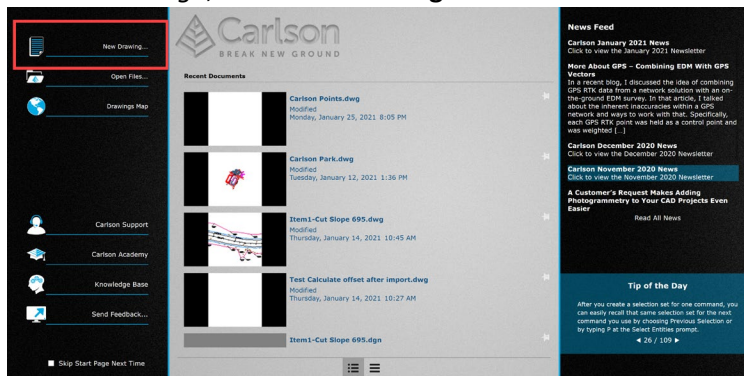 New Drawing...
Open Files...
Drawings Map
Carlson Support
Carlson Academy
Knowledge Base
Send Feedback...
Skip Start Page Next Time
Carlson
BREAK NEW GROUND
Recent Documents
Carlson Points.dwg
Modified
Monday, January 25, 2021 8:05 PM
Carlson Park.dwg
Modified
Tuesday, January 12, 2021 1:36 PM
Item1-Cut Slope 695.dwg
Modified
Thursday, January 14, 2021 10:45 AM
Test Calculate offset after import.dwg
Modified
Thursday, January 14, 2021 10:27 AM
Item1-Cut Slope 695.dgn
News Feed
Carlson January 2021 News
Click to view the January 2021 Newsletter
More About GPS – Combining EDM With GPS
Vectors
In a recent blog, I discussed the idea of combining
GPS RTK data from a network solution with an on-
the-ground EDM survey. In that article, I talked
about the inherent inaccuracies within a GPS
network and ways to work with that. Specifically,
each GPS RTK point was held as a control point and
was weighted [...]
Carlson December 2020 News
Click to view the December 2020 Newsletter
Carlson November 2020 News
Click to view the November 2020 Newsletter
A Customer's Request Makes Adding
Photogrammetry to Your CAD Projects Even
Easier
Read All News
Tip of the Day
After you create a selection set for one command, you
can easily recall that same selection set for the next
command you use by choosing Previous Selection or
by typing P at the Select Entities prompt.
◀ 26 / 109 ▶